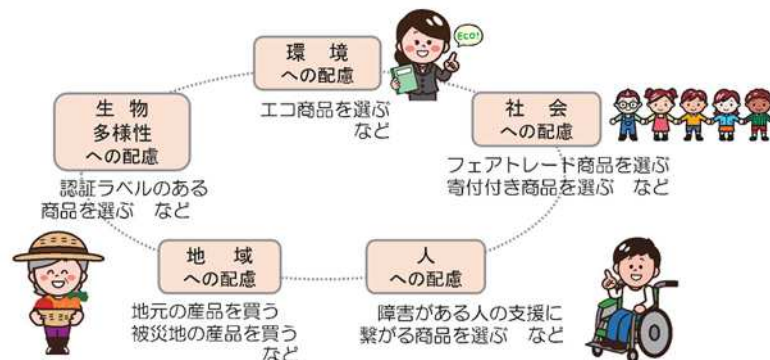 環　境
への配慮
Eco!
エコ商品を選ぶ
など
社　会
への配慮
フェアトレード商品を選ぶ
寄付付き商品を選ぶ　など
人
への配慮
障害がある人の支援に
繋がる商品を選ぶ　など
地　域
への配慮
地元の産品を買う
被災地の産品を買う
など
生　物
多様性
への配慮
認証ラベルのある
商品を選ぶ　など